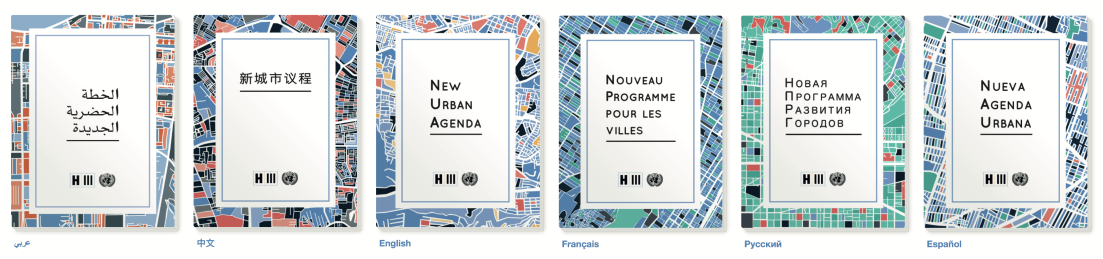 الخطة
الحضرية
الجديدة
H III
عربي
新城市议程
H III
中文
New
Urban
Agenda
H III
English
Nouveau
Programme
pour les
villes
H III
Français
Новая
Программа
Развития
Городов
H III
Русский
Nueva
Agenda
Urbana
H III
Español